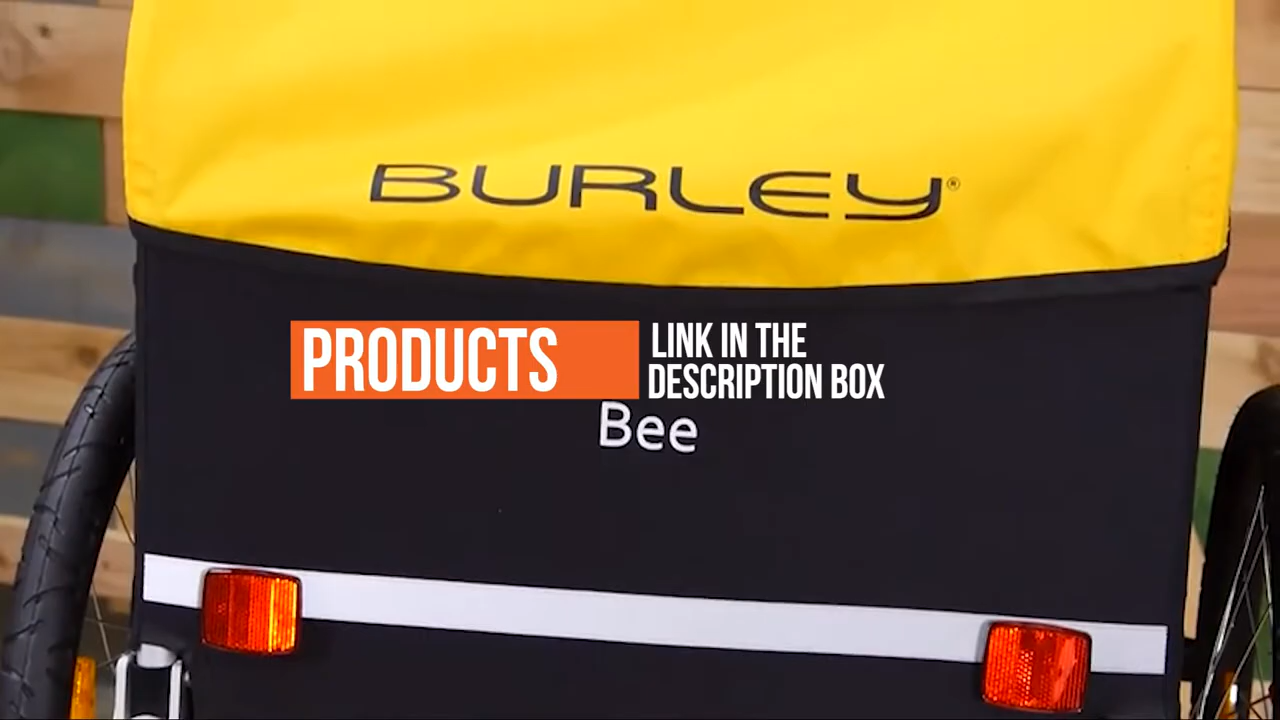 BURLEY®
PRODUCTS
LINK IN THE
DESCRIPTION BOX
Bee